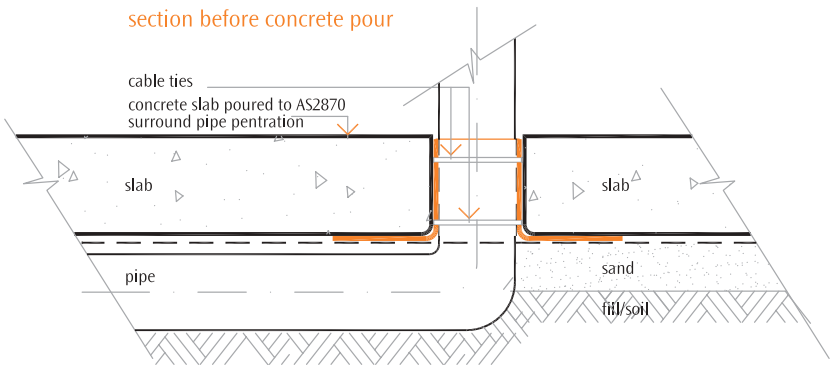 section before concrete pour
cable ties
concrete slab poured to AS2870
surround pipe pentration
slab
slab
pipe
sand
fill/soil